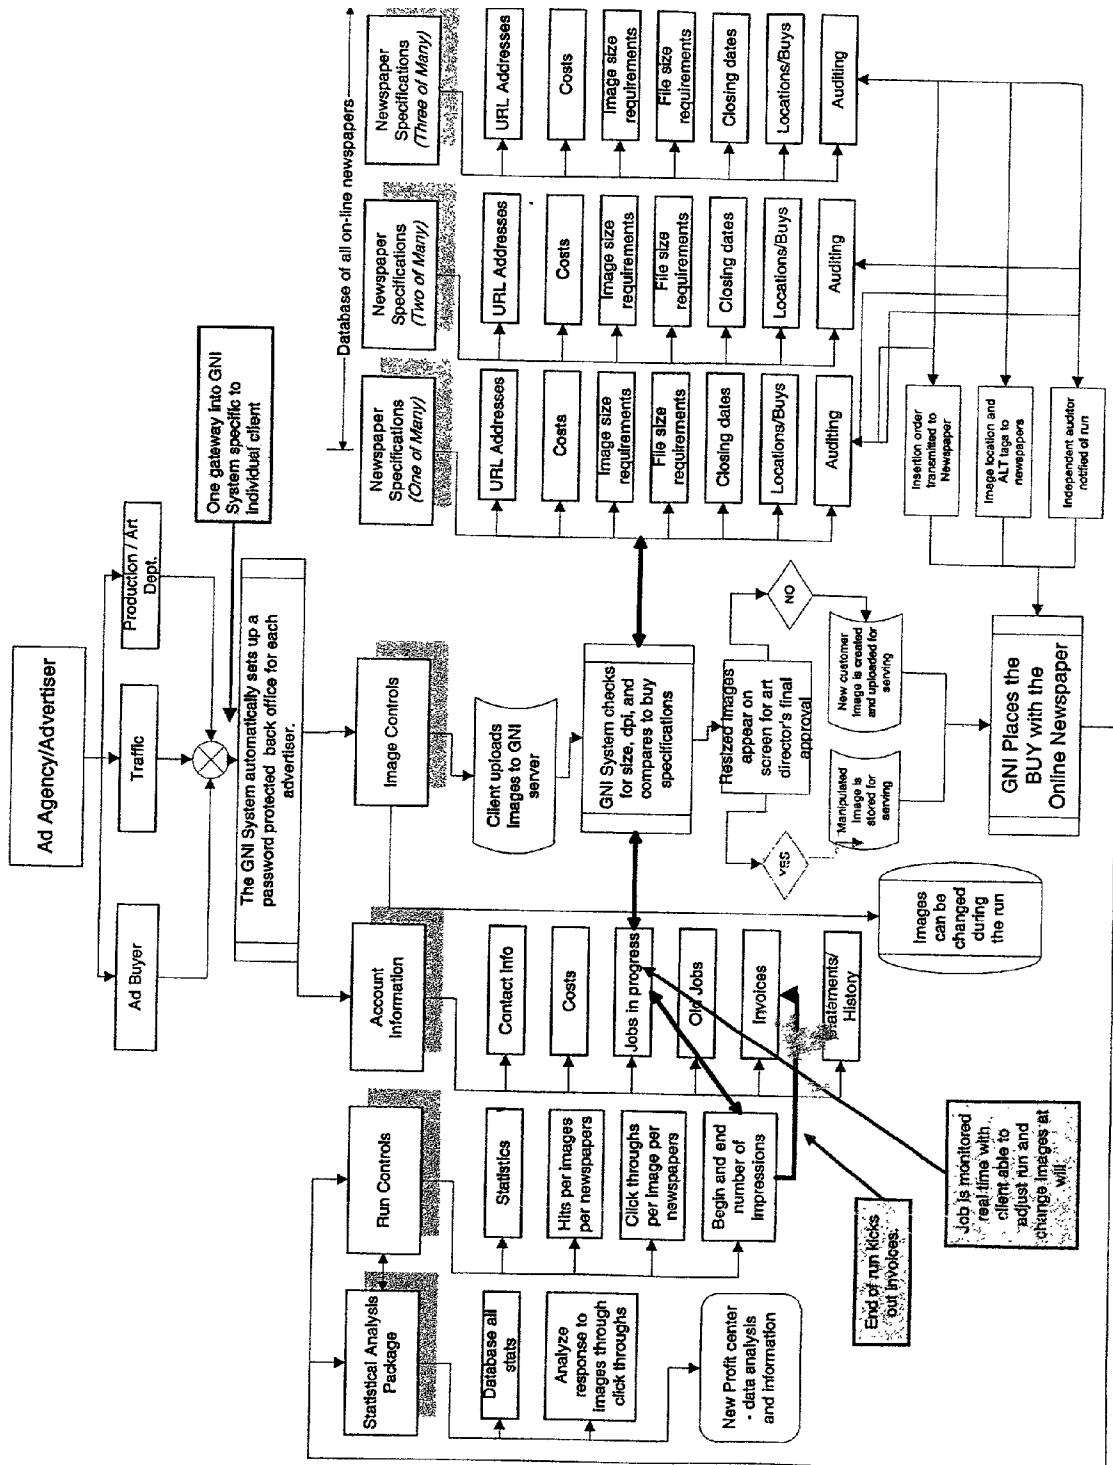 Ad Agency/Advertiser
Ad Buyer
Traffic
Production / Art
Dept.
One gateway into GNI
System specific to
individual client
The GNI System automatically sets up a
password protected back office for each
advertiser.
Database of all on-line newspapers
Statistical Analysis
Package
Database all
stats
Analyze
response to
images through
click throughs
New Profit center
- data analysis
and information
Run Controls
Statistics
Hits per images
per newspapers
Click throughs
per image per
newspapers
Begin and end
number of
impressions
Account
Information
Contact Info
Costs
Jobs in progress
Old Jobs
Invoices
Statements/
History
Image Controls
Client uploads
Images to GNI
server
GNI System checks
for size, dpi, and
compares to buy
specifications
Resized images
appear on
screen for art
director's final
approval
YES
NO
Manipulated
image is
stored for
serving
New customer
image is created
and uploaded for
serving
Images can be
changed
during
the run
GNI Places the
BUY with the
Online Newspaper
Newspaper
Specifications
(One of Many)
URL Addresses
Costs
Image size
requirements
File size
requirements
Closing dates
Locations/Buys
Auditing
Newspaper
Specifications
(Two of Many)
URL Addresses
Costs
Image size
requirements
File size
requirements
Closing dates
Locations/Buys
Auditing
Newspaper
Specifications
(Three of Many)
URL Addresses
Costs
Image size
requirements
File size
requirements
Closing dates
Locations/Buys
Auditing
Insertion order
transmitted to
Newspaper
Image location and
ALT tags to
newspapers
Independent auditor
notified of run
End of run kicks
out invoices.
Job is monitored
real time with
client able to
adjust run and
change images at
will.